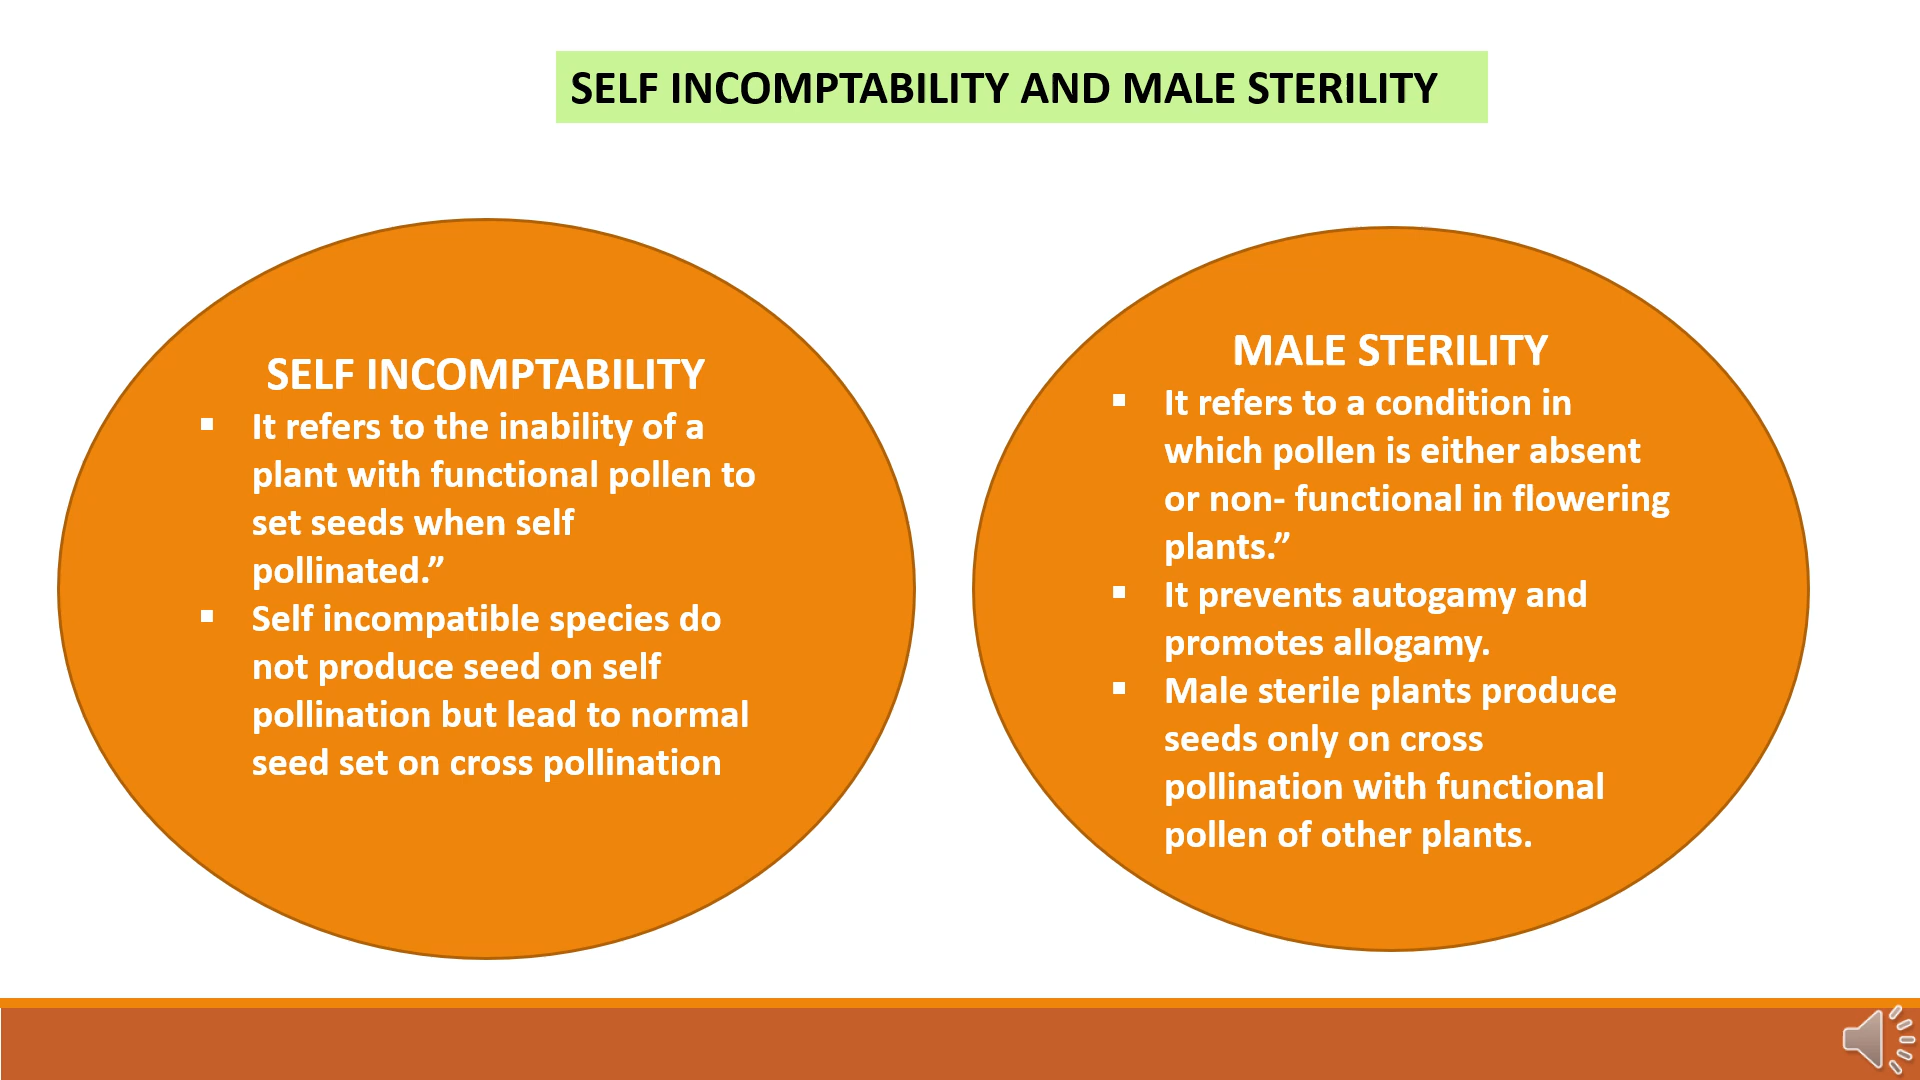 SELF INCOMPTABILITY AND MALE STERILITY
SELF INCOMPTABILITY
▪ It refers to the inability of a
plant with functional pollen to
set seeds when self
pollinated.”
▪ Self incompatible species do
not produce seed on self
pollination but lead to normal
seed set on cross pollination
MALE STERILITY
▪ It refers to a condition in
which pollen is either absent
or non- functional in flowering
plants.”
▪ It prevents autogamy and
promotes allogamy.
▪ Male sterile plants produce
seeds only on cross
pollination with functional
pollen of other plants.